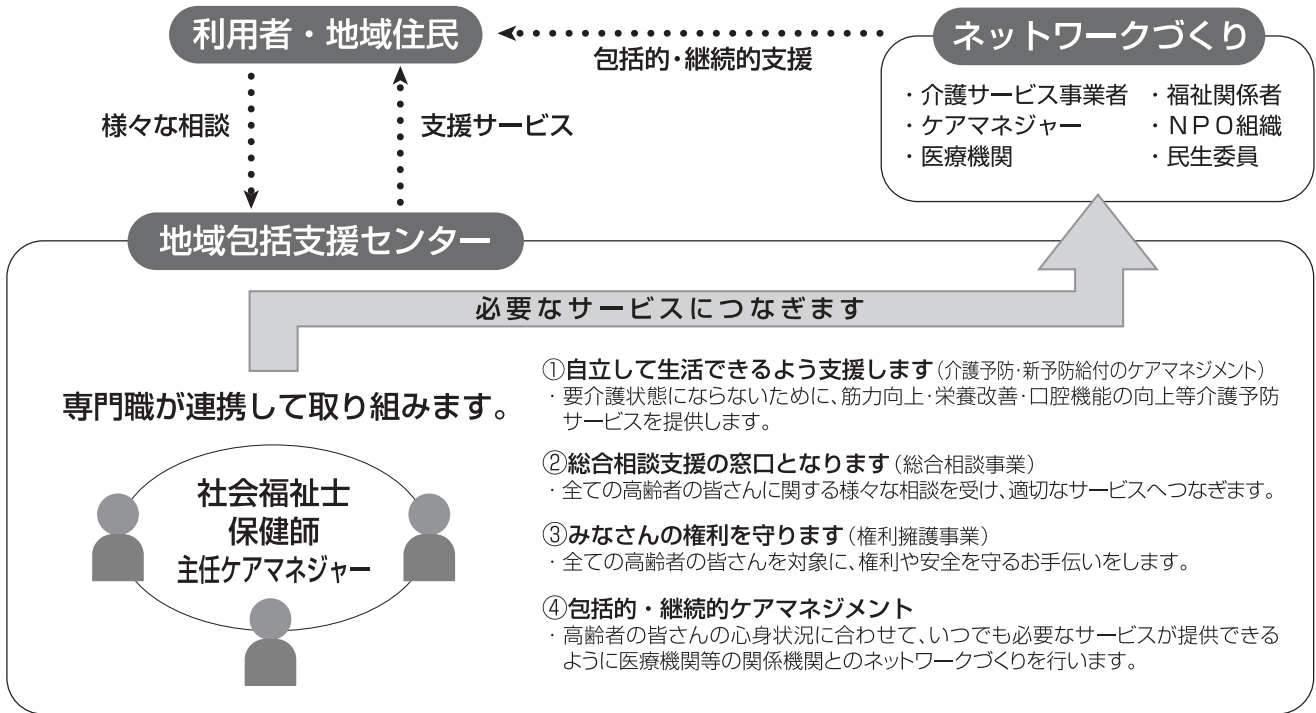 利用者・地域住民
包括的・継続的支援
ネットワークづくり
・介護サービス事業者
・ケアマネジャー
・医療機関
・福祉関係者
・NPO組織
・民生委員
様々な相談
支援サービス
地域包括支援センター
必要なサービスにつなぎます
専門職が連携して取り組みます。
社会福祉士
保健師
主任ケアマネジャー
①自立して生活できるよう支援します(介護予防・新予防給付のケアマネジメント)
・要介護状態にならないために、筋力向上・栄養改善・口腔機能の向上等介護予防
サービスを提供します。
②総合相談支援の窓口となります(総合相談事業)
・全ての高齢者の皆さんに関する様々な相談を受け、適切なサービスへつなぎます。
③みなさんの権利を守ります(権利擁護事業)
・全ての高齢者の皆さんを対象に、権利や安全を守るお手伝いをします。
④包括的・継続的ケアマネジメント
・高齢者の皆さんの心身状況に合わせて、いつでも必要なサービスが提供できる
ように医療機関等の関係機関とのネットワークづくりを行います。